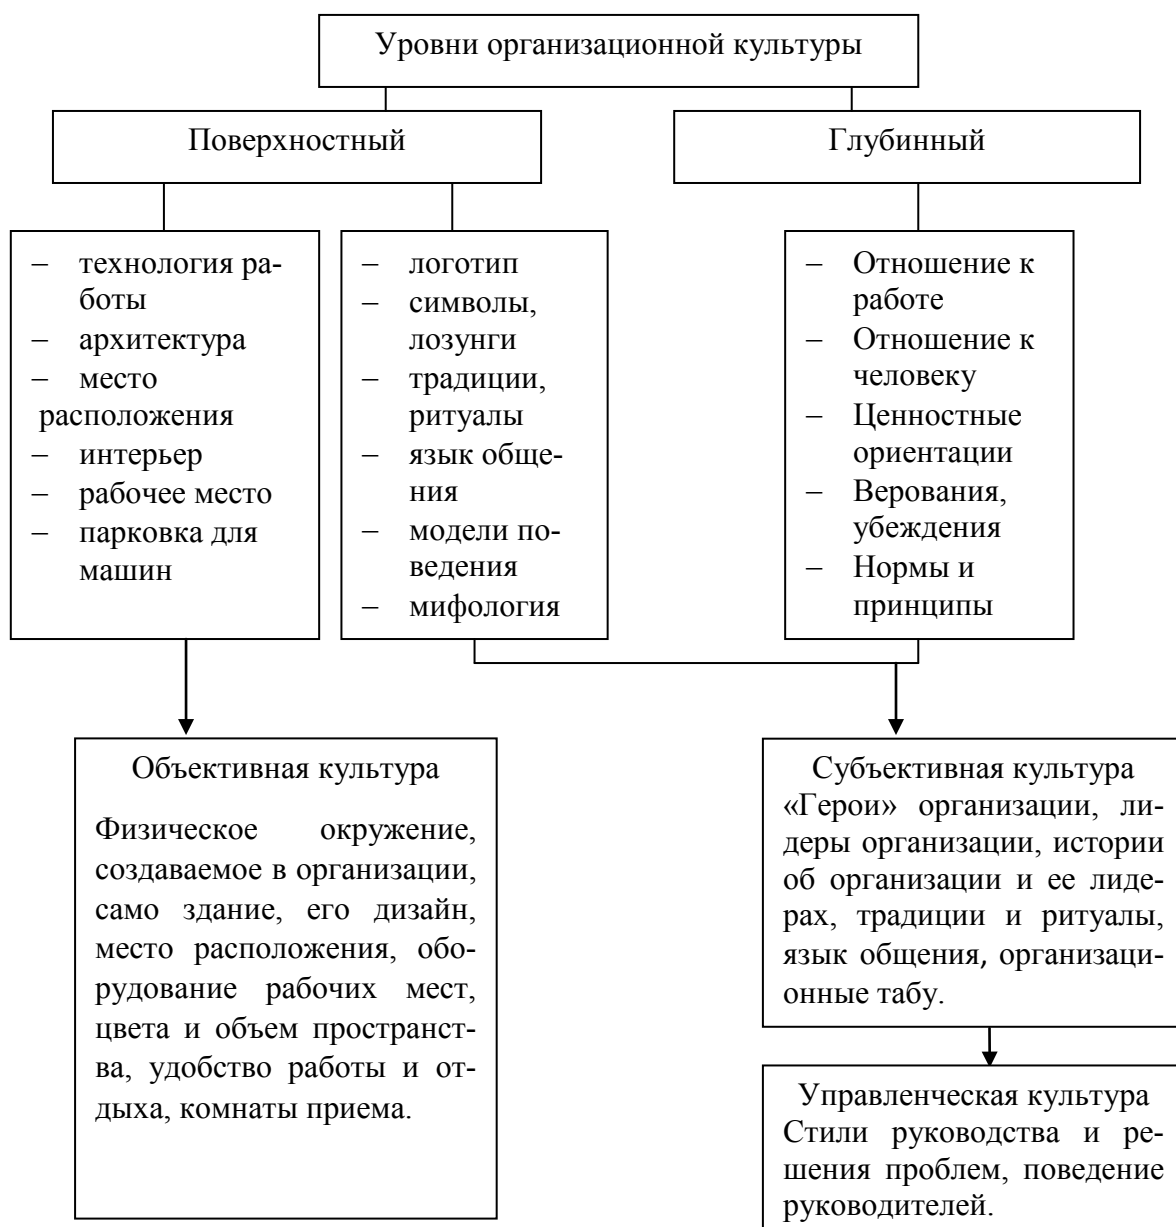 Уровни организационной культуры
Поверхностный
Глубинный
– технология ра-
боты
– архитектура
– место
расположения
– интерьер
– рабочее место
– парковка для
машин
– логотип
– символы,
лозунги
– традиции,
ритуалы
– язык обще-
ния
– модели по-
ведения
– мифология
– Отношение к
работе
– Отношение к
человеку
– Ценностные
ориентации
– Верования,
убеждения
– Нормы и
принципы
Объективная культура
Физическое окружение,
создаваемое в организации,
само здание, его дизайн,
место расположения, обо-
рудование рабочих мест,
цвета и объем пространст-
ва, удобство работы и от-
дыха, комнаты приема.
Субъективная культура
«Герои» организации, ли-
деры организации, истории
об организации и ее лиде-
рах, традиции и ритуалы,
язык общения, организаци-
онные табу.
Управленческая культура
Стили руководства и ре-
шения проблем, поведение
руководителей.